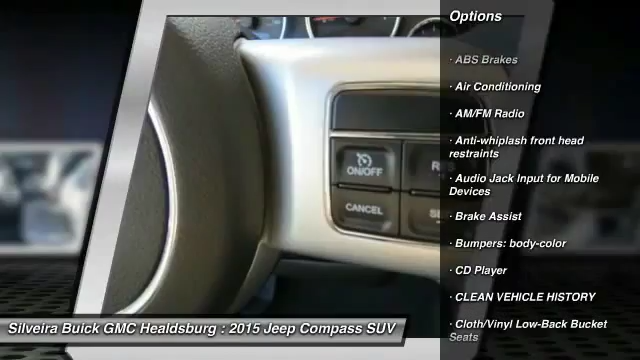 Options
· ABS Brakes
· Air Conditioning
· AM/FM Radio
· Anti-whiplash front head
restraints
· Audio Jack Input for Mobile
Devices
· Brake Assist
· Bumpers: body-color
· CD Player
· CLEAN VEHICLE HISTORY
· Cloth/Vinyl Low-Back Bucket
Seats
ON/OFF
CANCEL
Silveira Buick GMC Healdsburg : 2015 Jeep Compass SUV